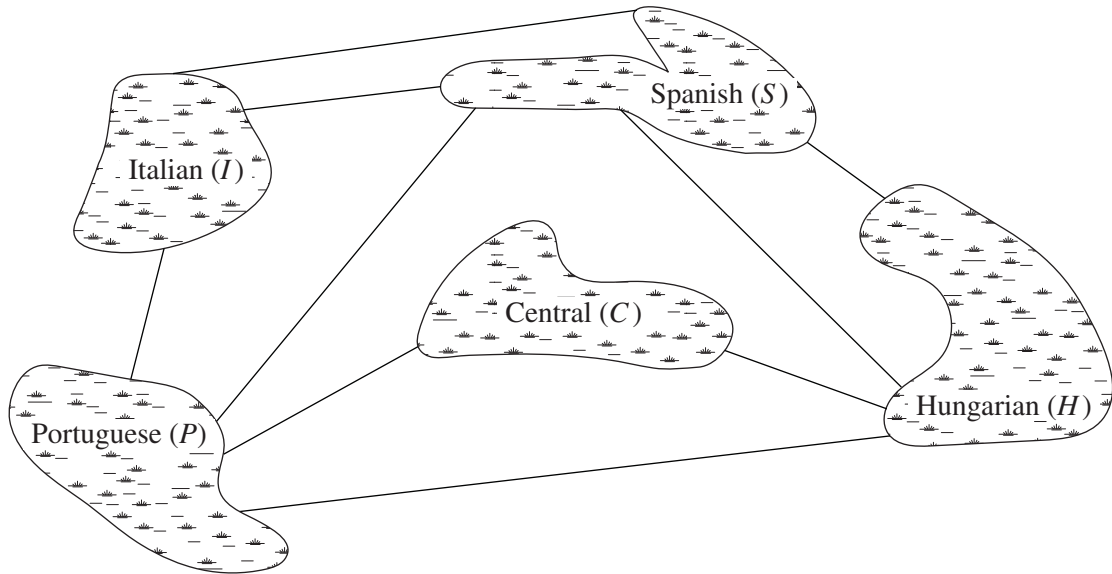 Spanish (S)
Italian (I)
Central (C)
Hungarian (H)
Portuguese (P)